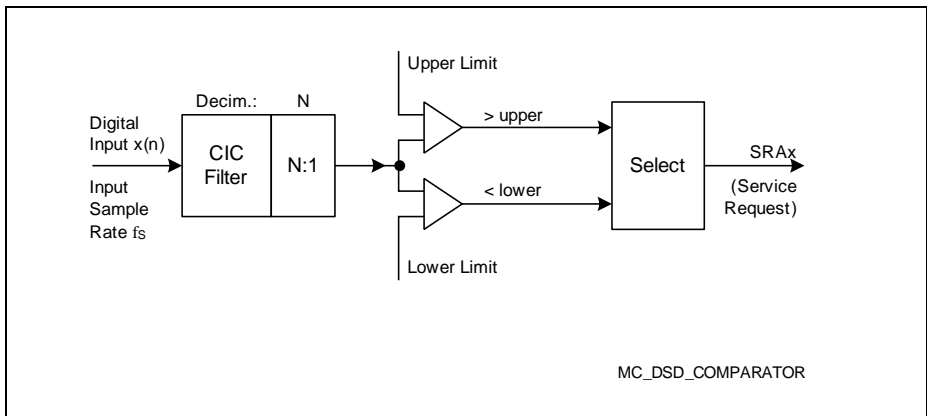 Upper Limit
Decim.: N
Digital
Input x(n)
CIC
Filter
N:1
> upper
Select
SRAx
(Service
Request)
Input
Sample
Rate fs
< lower
Lower Limit
MC_DSD_COMPARATOR